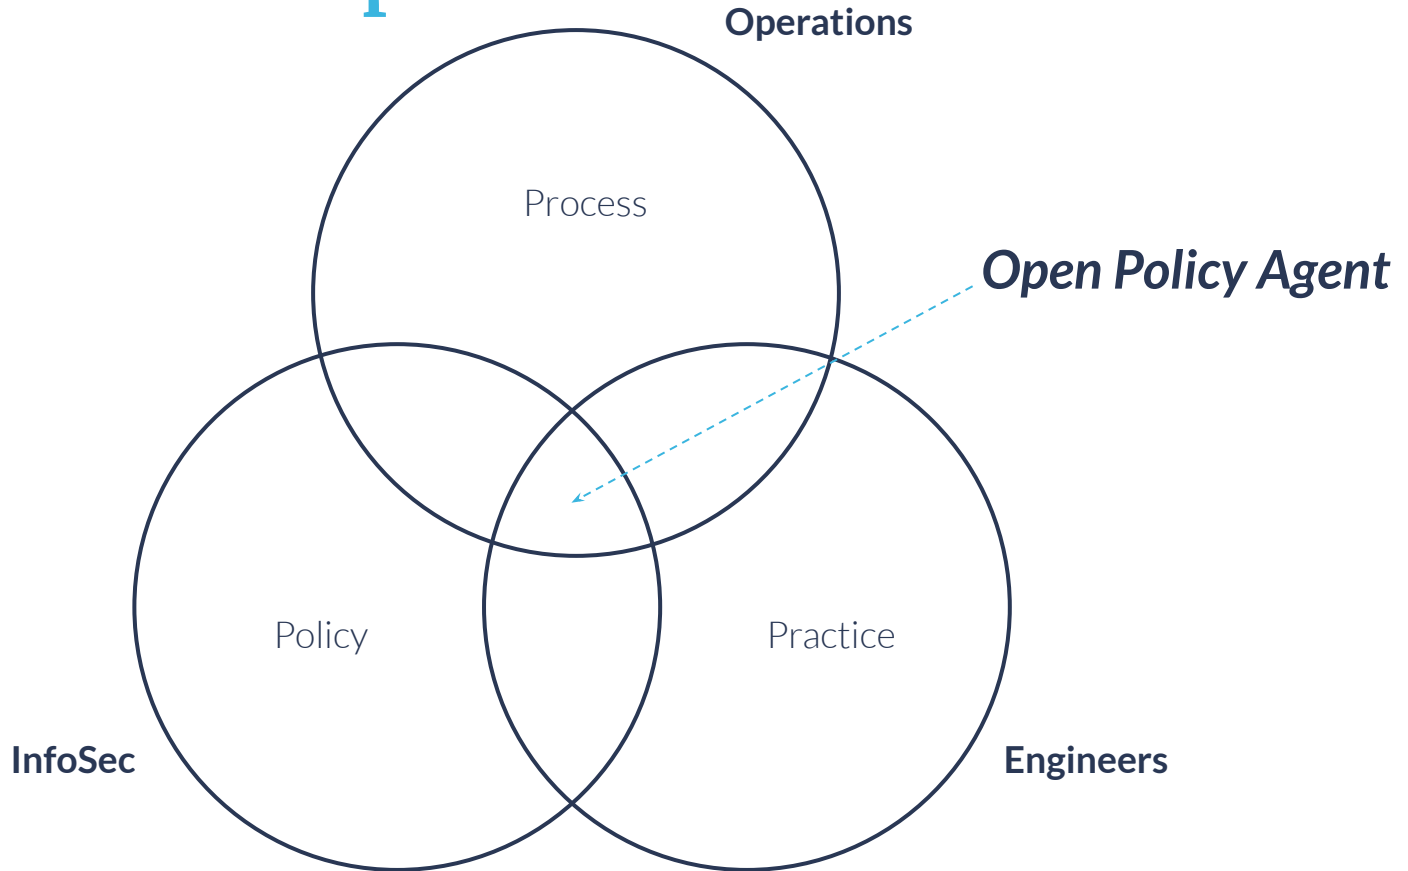 Operations
Process
Open Policy Agent
Policy
Practice
InfoSec
Engineers